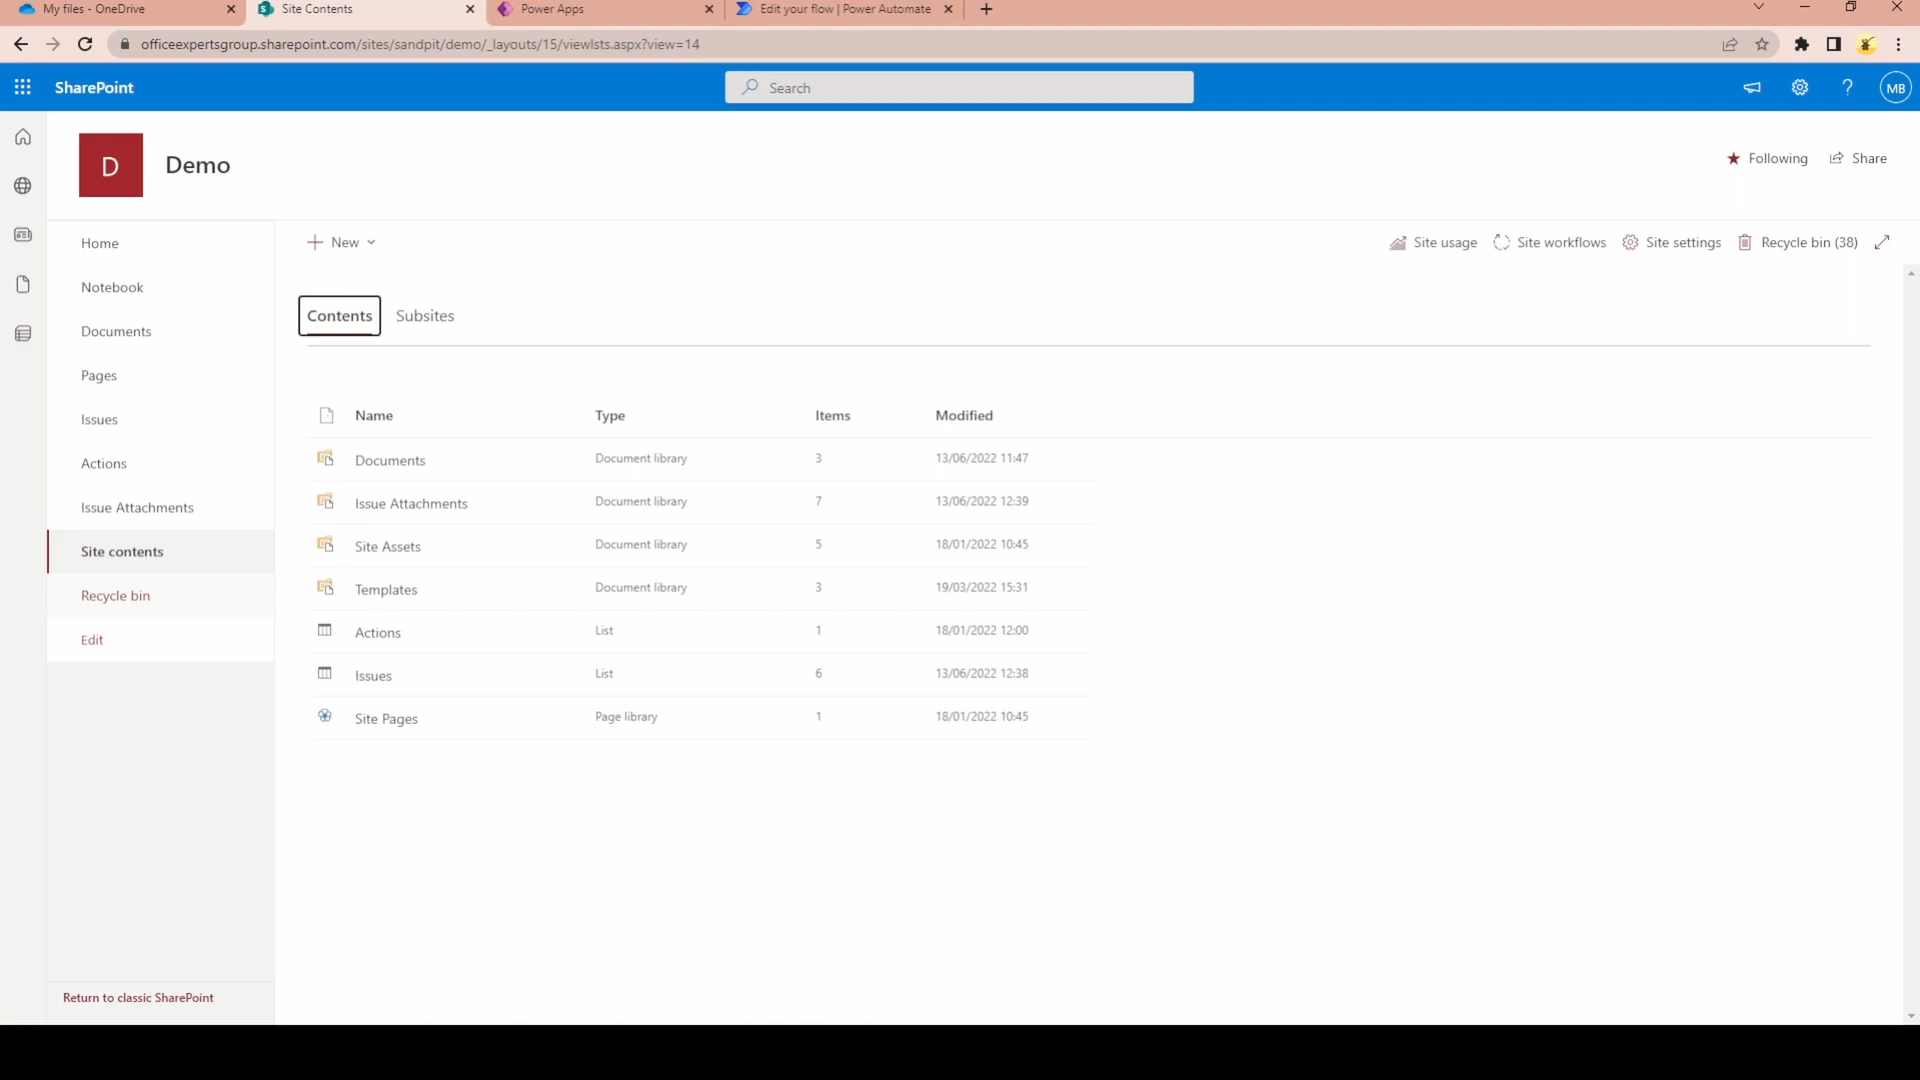 My files - OneDrive
Site Contents
Power Apps
Edit your flow | Power Automate
officeexpertsgroup.sharepoint.com/sites/sandpit/demo/_layouts/15/viewlsts.aspx?view=14
SharePoint
Search
MB
D
Demo
Following
Share
Home
Notebook
Documents
Pages
Issues
Actions
Issue Attachments
Site contents
Recycle bin
Edit
Return to classic SharePoint
New
Site usage
Site workflows
Site settings
Recycle bin (38)
Contents
Subsites
Name Type Items Modified
Documents Document library 3 13/06/2022 11:47
Issue Attachments Document library 7 13/06/2022 12:39
Site Assets Document library 5 18/01/2022 10:45
Templates Document library 3 19/03/2022 15:31
Actions List 1 18/01/2022 12:00
Issues List 6 13/06/2022 12:38
Site Pages Page library 1 18/01/2022 10:45